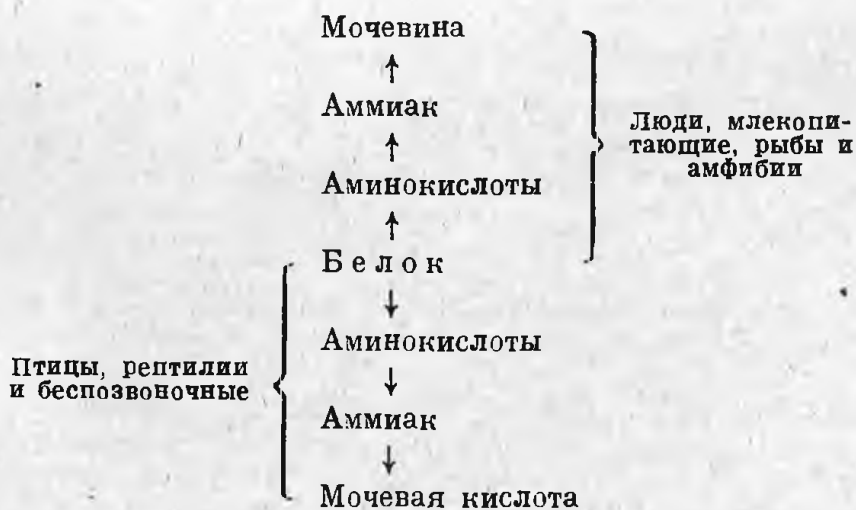 Мочевина
↑
Аммиак
↑
Аминокислоты
↑
Белок
↓
Аминокислоты
↓
Аммиак
↓
Мочевая кислота
Люди, млекопи-
тающие, рыбы и
амфибии
Птицы, рептилии
и беспозвоночные